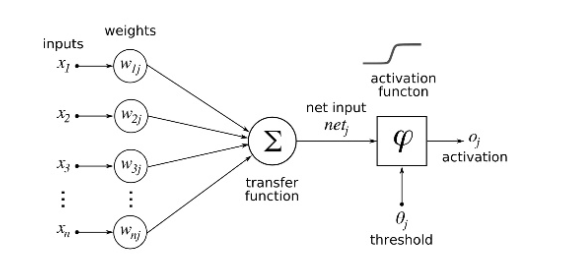 inputs
weights
x1
w1j
x2
w2j
x3
w3j
⋮
⋮
xn
wnj
Σ
transfer
function
net input
netj
activation
functon
φ
oj
activation
θj
threshold